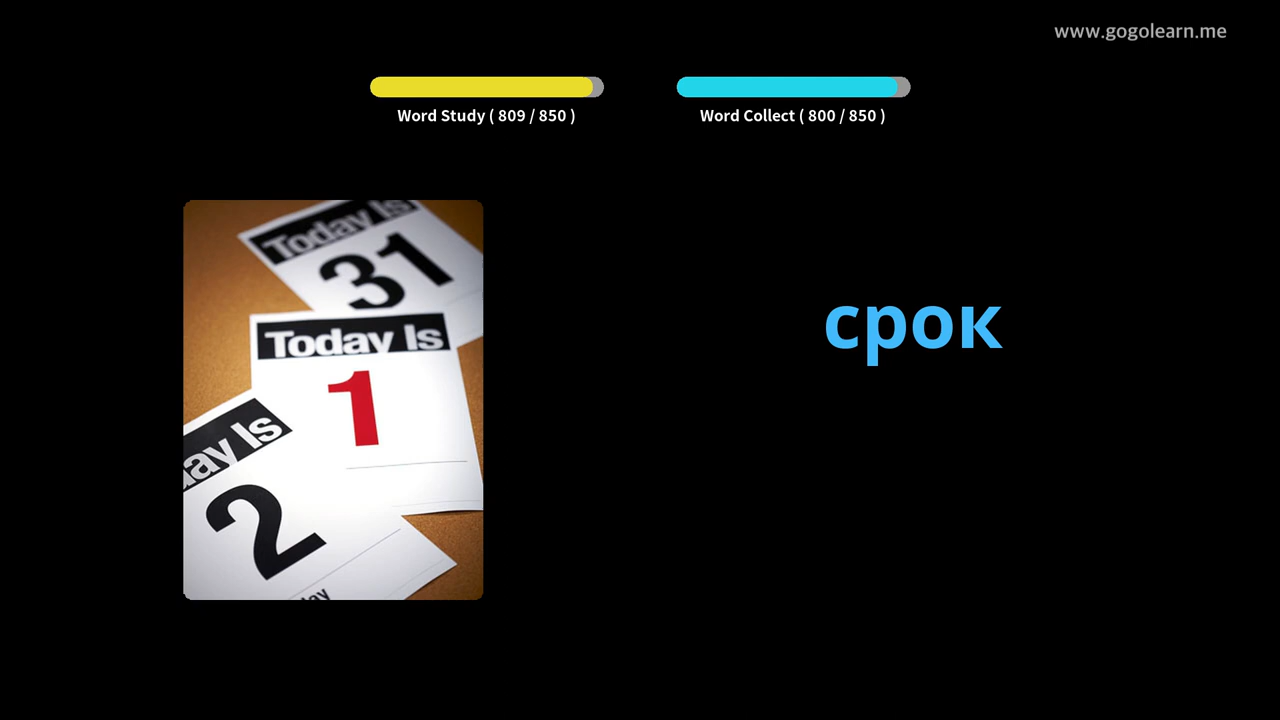 www.gogolearn.me
Word Study ( 809 / 850 )
Word Collect ( 800 / 850 )
Today Is
31
Today Is
1
ay Is
2
срок